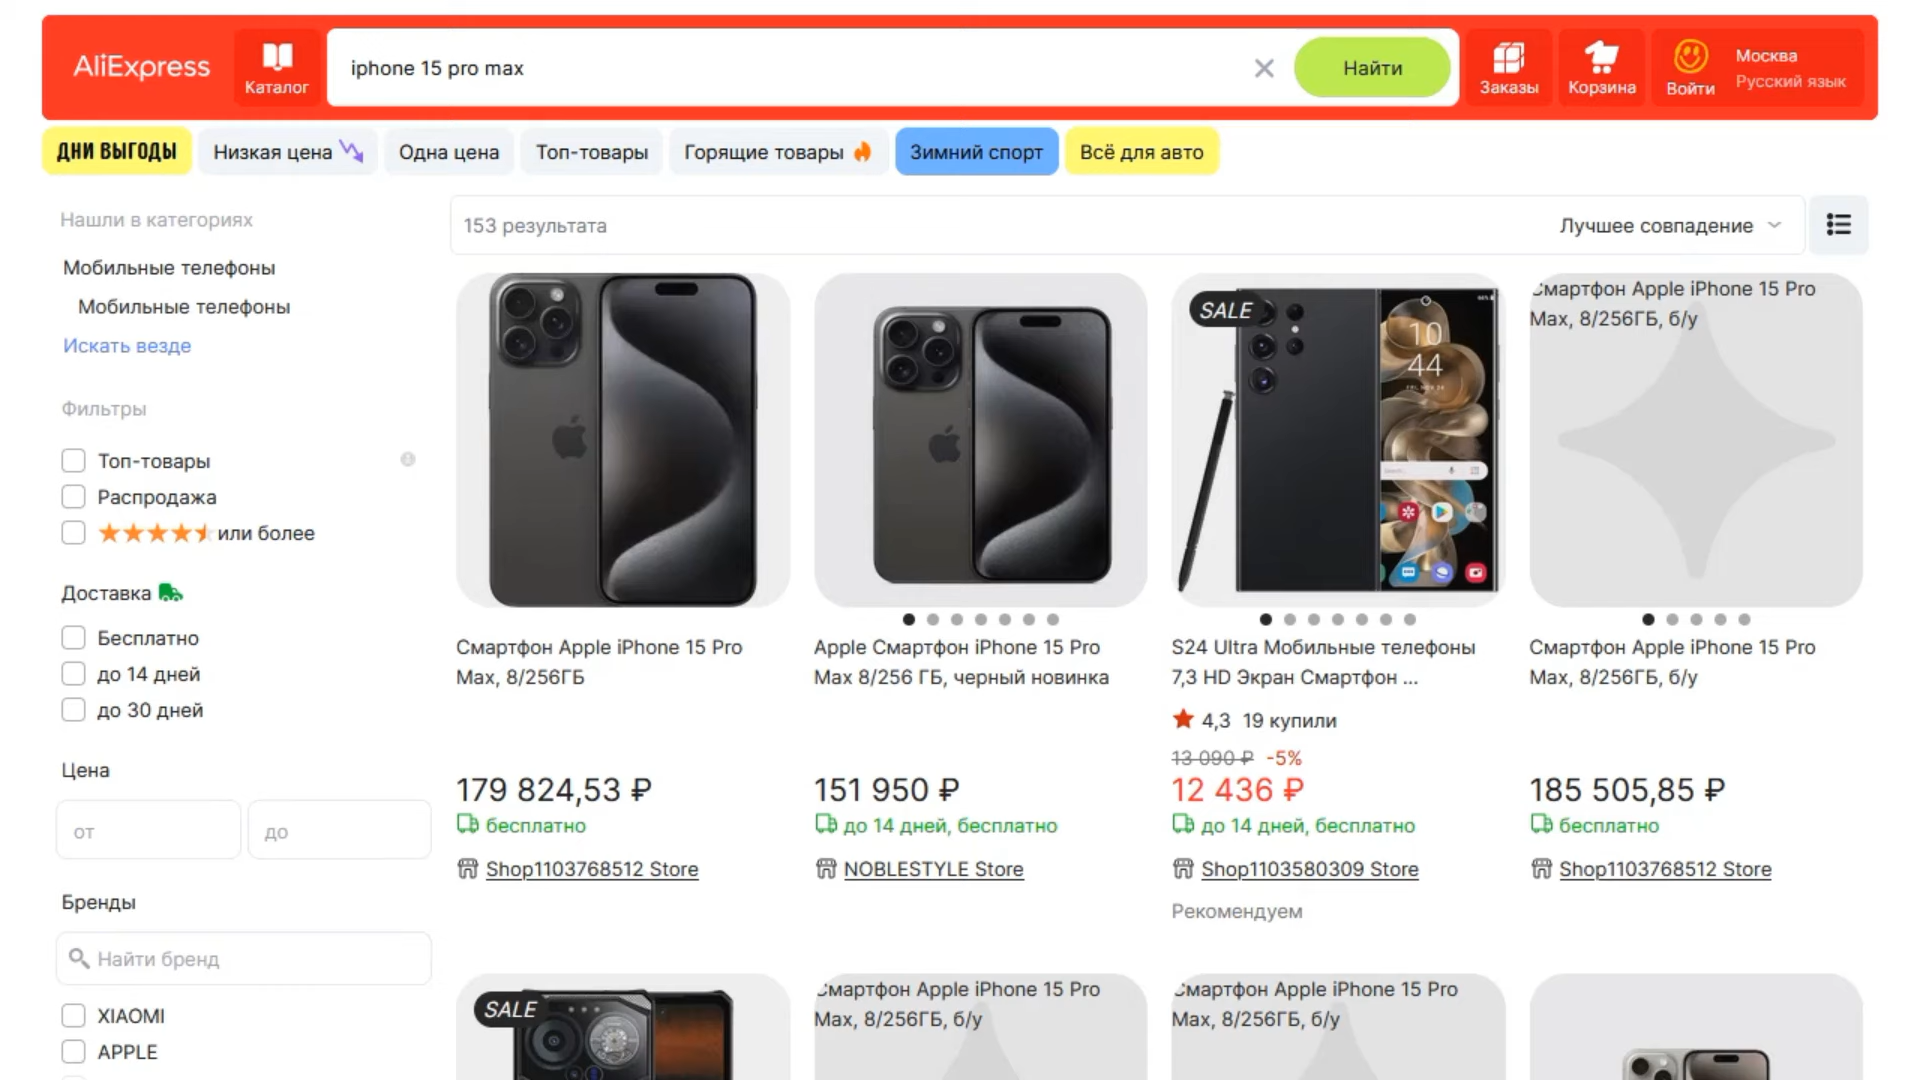 AliExpress
Каталог
iphone 15 pro max
Найти
Заказы
Корзина
Войти
Москва
Русский язык
ДНИ ВЫГОДЫ
Низкая цена
Одна цена
Топ-товары
Горящие товары
Зимний спорт
Всё для авто
Нашли в категориях
Мобильные телефоны
Мобильные телефоны
Искать везде
Фильтры
Топ-товары
Распродажа
или более
Доставка
Бесплатно
до 14 дней
до 30 дней
Цена
от
до
Бренды
Найти бренд
XIAOMI
APPLE
153 результата
Лучшее совпадение
Смартфон Apple iPhone 15 Pro
Max, 8/256ГБ
179 824,53 ₽
бесплатно
Shop1103768512 Store
Apple Смартфон iPhone 15 Pro
Max 8/256 ГБ, черный новинка
151 950 ₽
до 14 дней, бесплатно
NOBLESTYLE Store
SALE
10
44
S24 Ultra Мобильные телефоны
7,3 HD Экран Смартфон ...
4,3 19 купили
13 090 ₽ -5%
12 436 ₽
до 14 дней, бесплатно
Shop1103580309 Store
Рекомендуем
Смартфон Apple iPhone 15 Pro
Max, 8/256ГБ, б/у
Смартфон Apple iPhone 15 Pro
Max, 8/256ГБ, б/у
185 505,85 ₽
бесплатно
Shop1103768512 Store
SALE
Смартфон Apple iPhone 15 Pro
Max, 8/256ГБ, б/у
Смартфон Apple iPhone 15 Pro
Max, 8/256ГБ, б/у